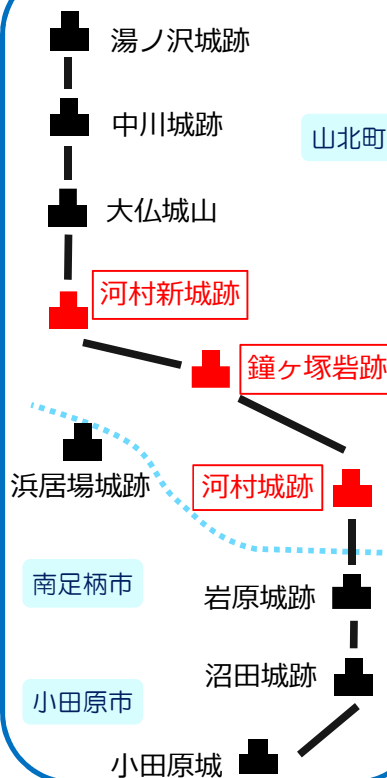 湯ノ沢城跡
中川城跡
山北町
大仏城山
河村新城跡
鐘ヶ塚砦跡
浜居場城跡
河村城跡
南足柄市
岩原城跡
沼田城跡
小田原市
小田原城